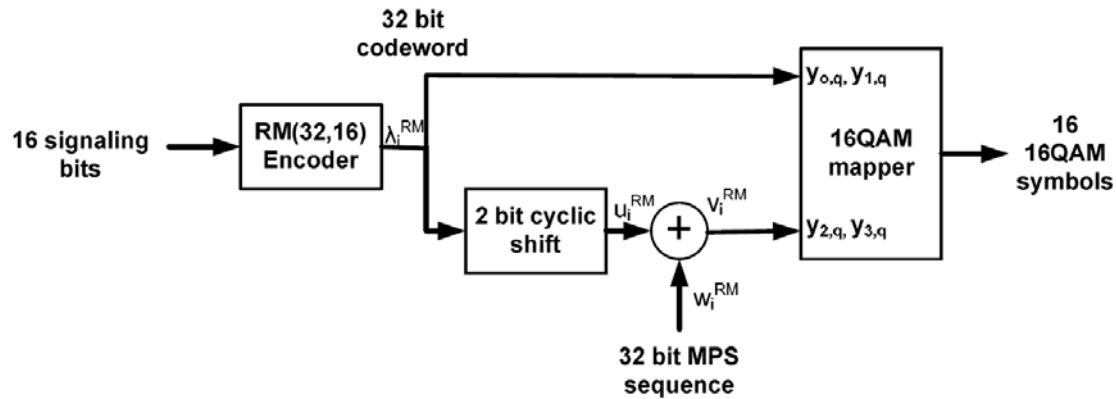 32 bit
codeword
16 signaling
bits
RM(32,16)
Encoder
λᵢᴿᴹ
y₀,q, y₁,q
16QAM
mapper
y₂,q, y₃,q
16
16QAM
symbols
2 bit cyclic
shift
uᵢᴿᴹ
+
vᵢᴿᴹ
wᵢᴿᴹ
32 bit MPS
sequence